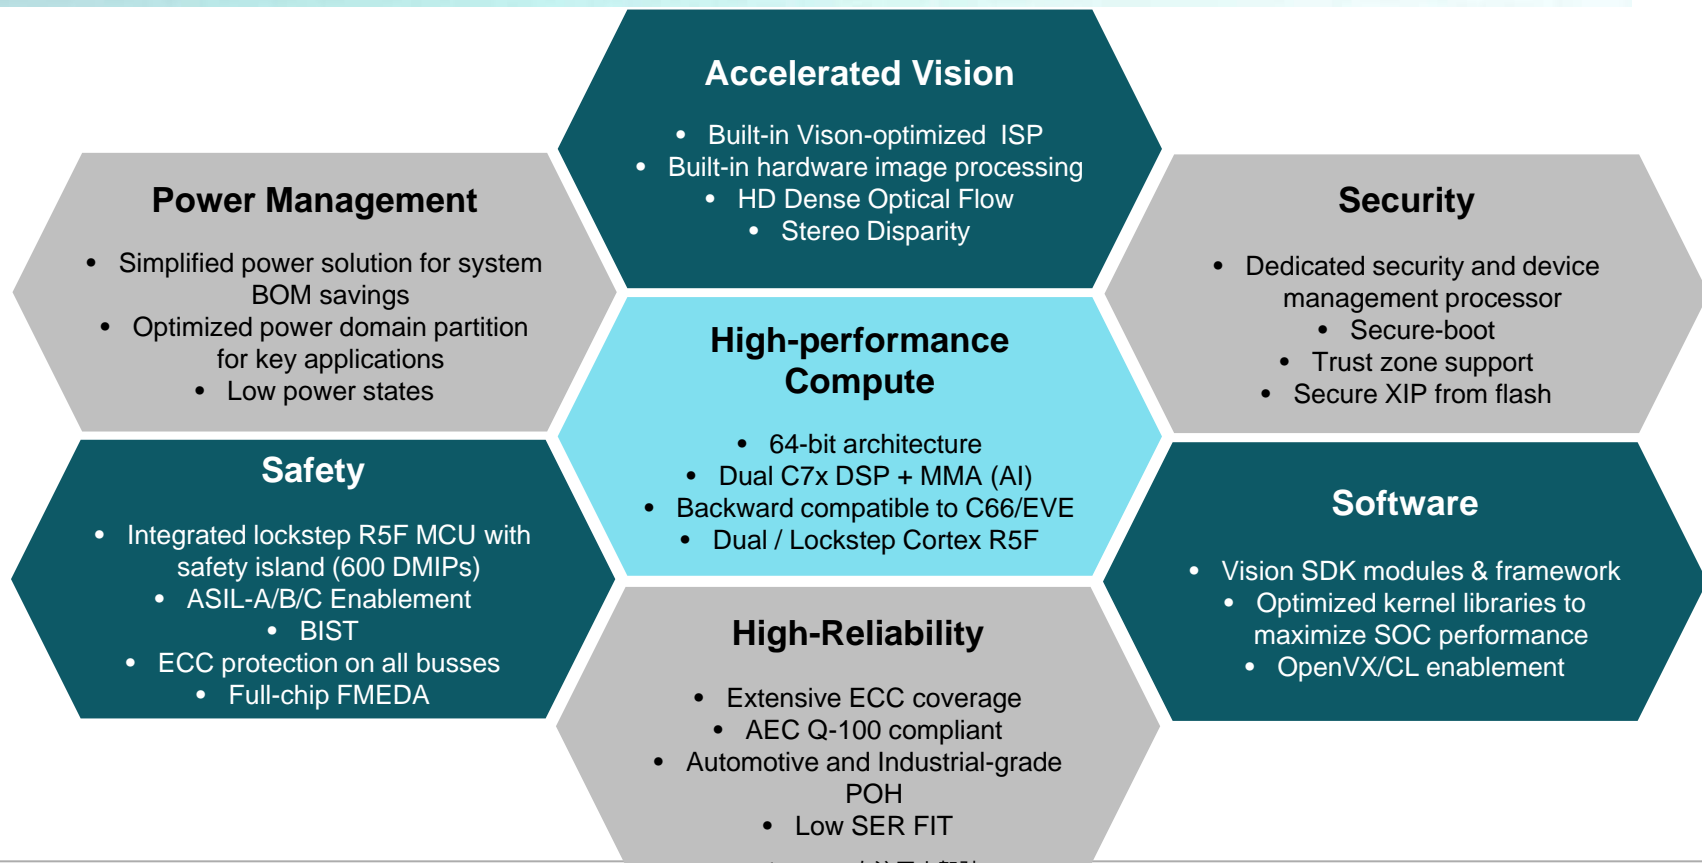 Accelerated Vision
• Built-in Vison-optimized ISP
• Built-in hardware image processing
• HD Dense Optical Flow
• Stereo Disparity
Power Management
• Simplified power solution for system
BOM savings
• Optimized power domain partition
for key applications
• Low power states
Security
• Dedicated security and device
management processor
• Secure-boot
• Trust zone support
• Secure XIP from flash
High-performance
Compute
• 64-bit architecture
• Dual C7x DSP + MMA (AI)
• Backward compatible to C66/EVE
• Dual / Lockstep Cortex R5F
Safety
• Integrated lockstep R5F MCU with
safety island (600 DMIPs)
• ASIL-A/B/C Enablement
• BIST
• ECC protection on all busses
• Full-chip FMEDA
Software
• Vision SDK modules & framework
• Optimized kernel libraries to
maximize SOC performance
• OpenVX/CL enablement
High-Reliability
• Extensive ECC coverage
• AEC Q-100 compliant
• Automotive and Industrial-grade
POH
• Low SER FIT